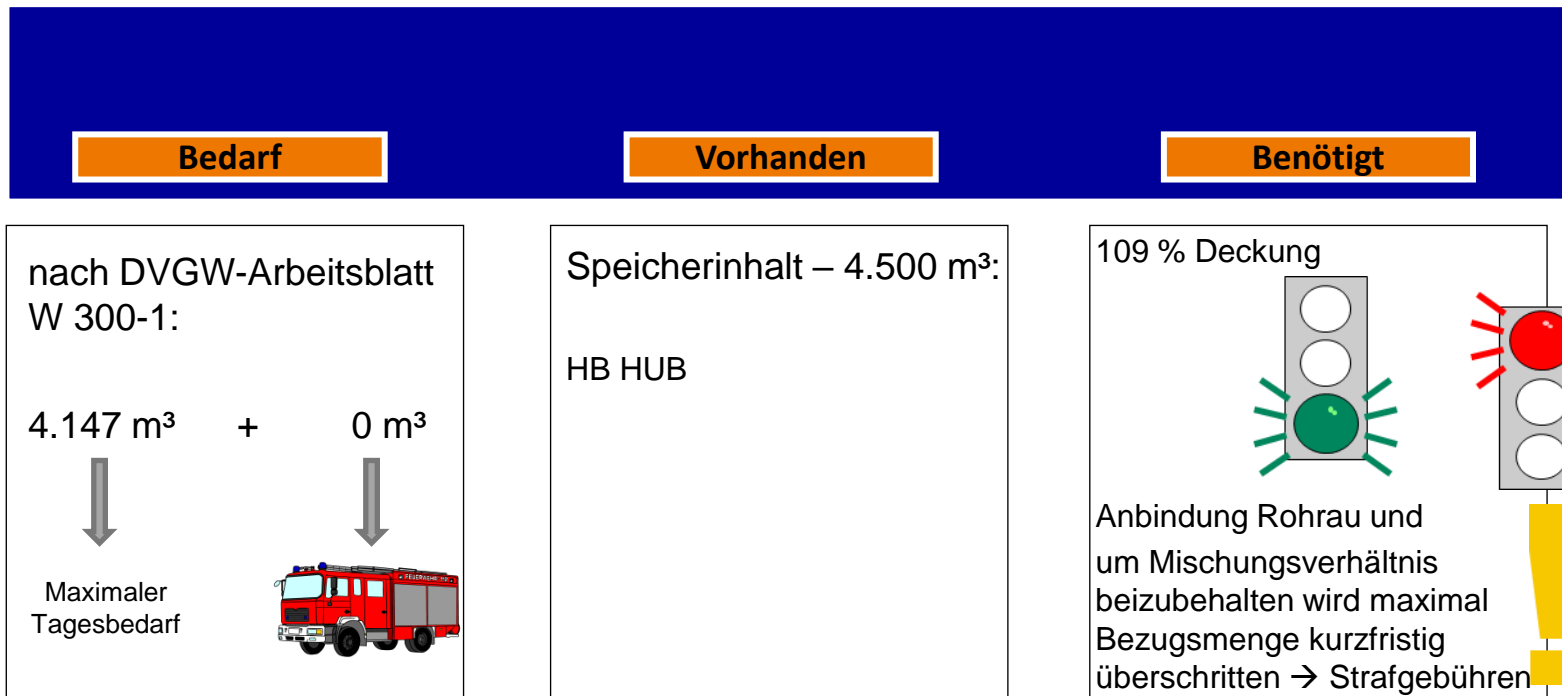 Bedarf
Vorhanden
Benötigt
nach DVGW-Arbeitsblatt
W 300-1:
4.147 m³ + 0 m³
Maximaler
Tagesbedarf
Speicherinhalt – 4.500 m³:
HB HUB
109 % Deckung
Anbindung Rohrau und
um Mischungsverhältnis
beizubehalten wird maximal
Bezugsmenge kurzfristig
überschritten → Strafgebühren